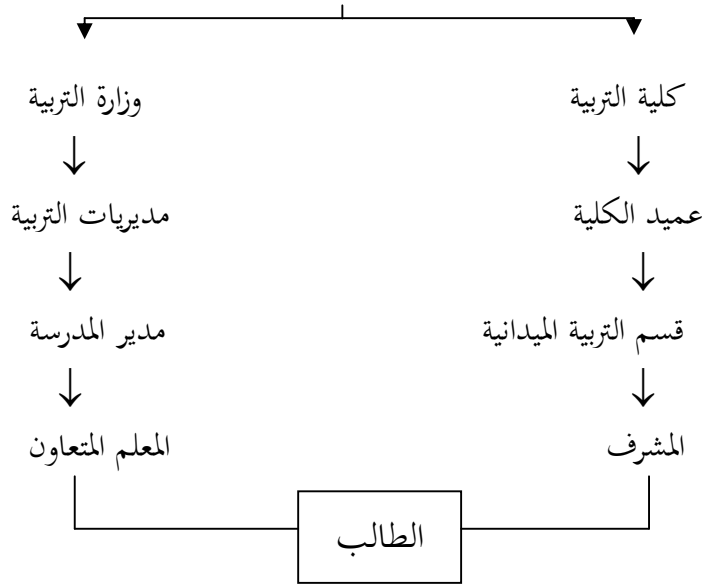 كلية التربية
وزارة التربية
عميد الكلية
مديريات التربية
قسم التربية الميدانية
مدير المدرسة
المشرف
المعلم المتعاون
الطالب